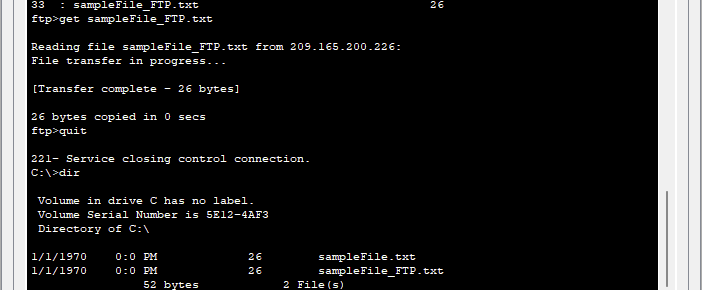 33 : sampleFile_FTP.txt 26
ftp>get sampleFile_FTP.txt
Reading file sampleFile_FTP.txt from 209.165.200.226:
File transfer in progress...
[Transfer complete - 26 bytes]
26 bytes copied in 0 secs
ftp>quit
221- Service closing control connection.
C:\>dir
Volume in drive C has no label.
Volume Serial Number is 5E12-4AF3
Directory of C:\
1/1/1970 0:0 PM 26 sampleFile.txt
1/1/1970 0:0 PM 26 sampleFile_FTP.txt
52 bytes 2 File(s)